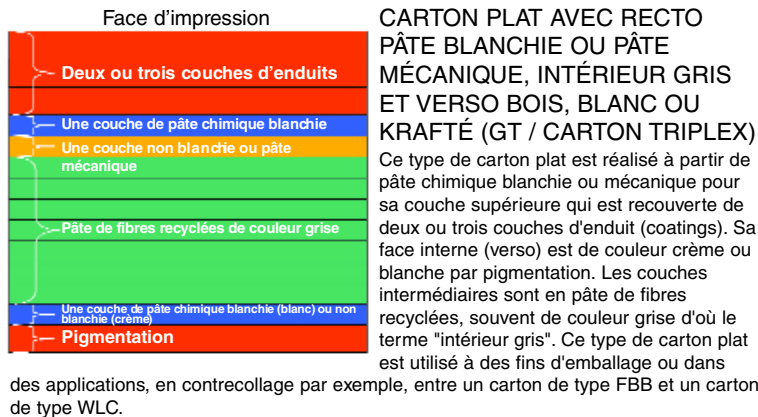 Face d’impression
Deux ou trois couches d’enduits
Une couche de pâte chimique blanchie
Une couche non blanchie ou pâte
mécanique
Pâte de fibres recyclées de couleur grise
Une couche de pâte chimique blanchie (blanc) ou non
blanchie (crème)
Pigmentation
CARTON PLAT AVEC RECTO
PÂTE BLANCHIE OU PÂTE
MÉCANIQUE, INTÉRIEUR GRIS
ET VERSO BOIS, BLANC OU
KRAFTÉ (GT / CARTON TRIPLEX)
Ce type de carton plat est réalisé à partir de
pâte chimique blanchie ou mécanique pour
sa couche supérieure qui est recouverte de
deux ou trois couches d'enduit (coatings). Sa
face interne (verso) est de couleur crème ou
blanche par pigmentation. Les couches
intermédiaires sont en pâte de fibres
recyclées, souvent de couleur grise d'où le
terme "intérieur gris". Ce type de carton plat
est utilisé à des fins d'emballage ou dans
des applications, en contrecollage par exemple, entre un carton de type FBB et un carton
de type WLC.